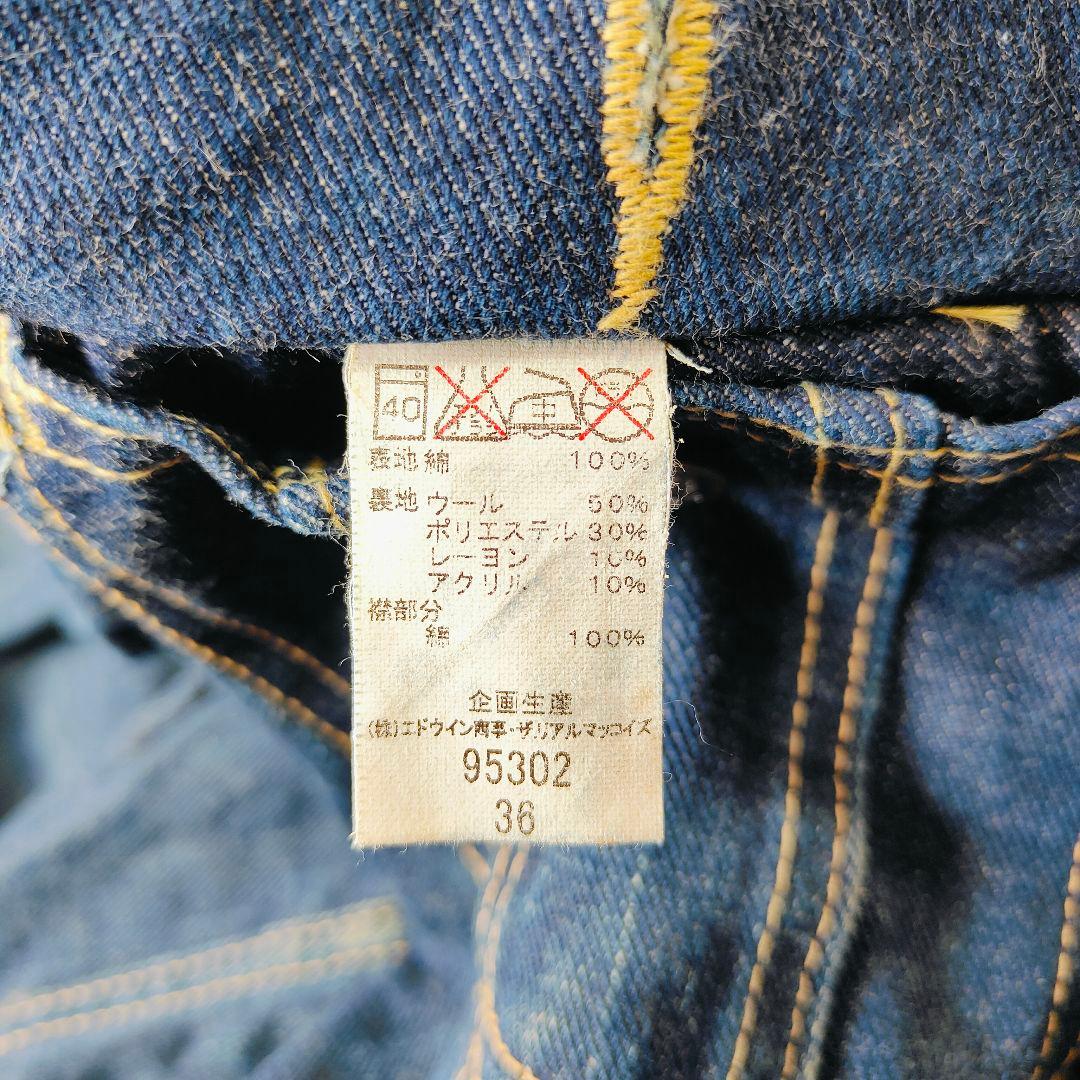 40
表地 綿 100%
裏地 ウール 50%
ポリエステル 30%
レーヨン 10%
アクリル 10%
襟部分
綿 100%
企画生産
(株)エドウイン商事・ザリアルマッコイズ
95302
36